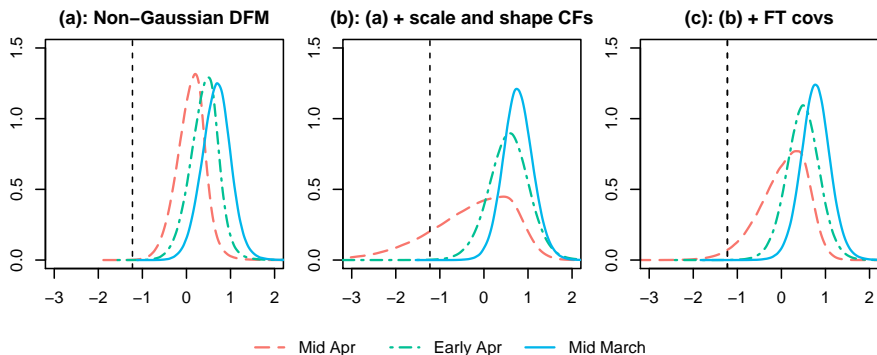 (a): Non−Gaussian DFM
(b): (a) + scale and shape CFs
(c): (b) + FT covs
1.5
1.0
0.5
0.0
−3 −2 −1 0 1 2
1.5
1.0
0.5
0.0
−3 −2 −1 0 1 2
1.5
1.0
0.5
0.0
−3 −2 −1 0 1 2
Mid Apr Early Apr Mid March